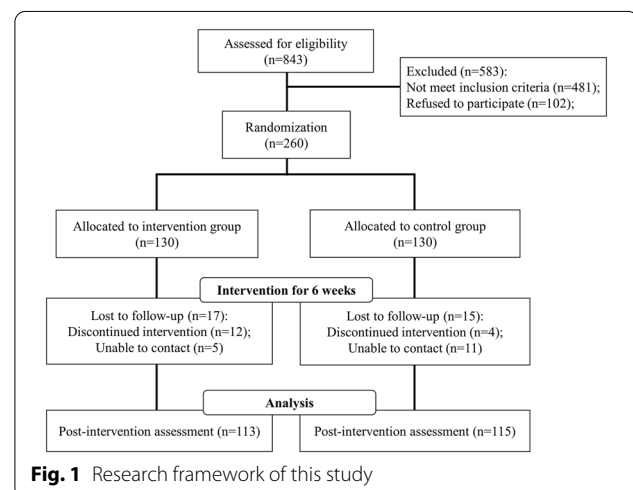 Assessed for eligibility
(n=843)
Excluded (n=583):
Not meet inclusion criteria (n=481);
Refused to participate (n=102);
Randomization
(n=260)
Allocated to intervention group
(n=130)
Allocated to control group
(n=130)
Intervention for 6 weeks
Lost to follow-up (n=17):
Discontinued intervention (n=12);
Unable to contact (n=5)
Lost to follow-up (n=15):
Discontinued intervention (n=4);
Unable to contact (n=11)
Analysis
Post-intervention assessment (n=113)
Post-intervention assessment (n=115)
Fig. 1 Research framework of this study